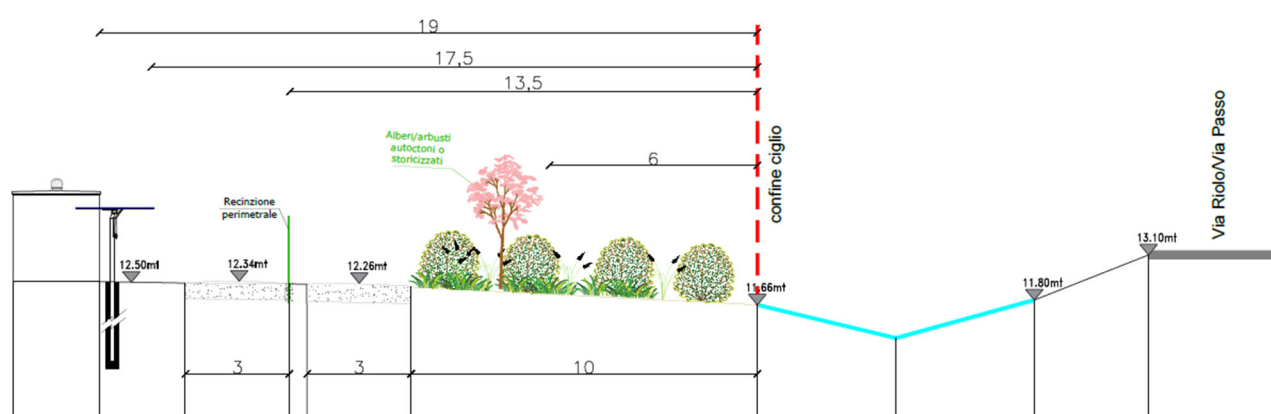 19
17,5
13,5
Alberi/arbusti
autoctoni o
storicizzati
6
confine ciglio
Via Riolo/Via Passo
Recinzione
perimetrale
12.50mt
12.34mt
12.26mt
11.66mt
11.80mt
13.10mt
3
3
10